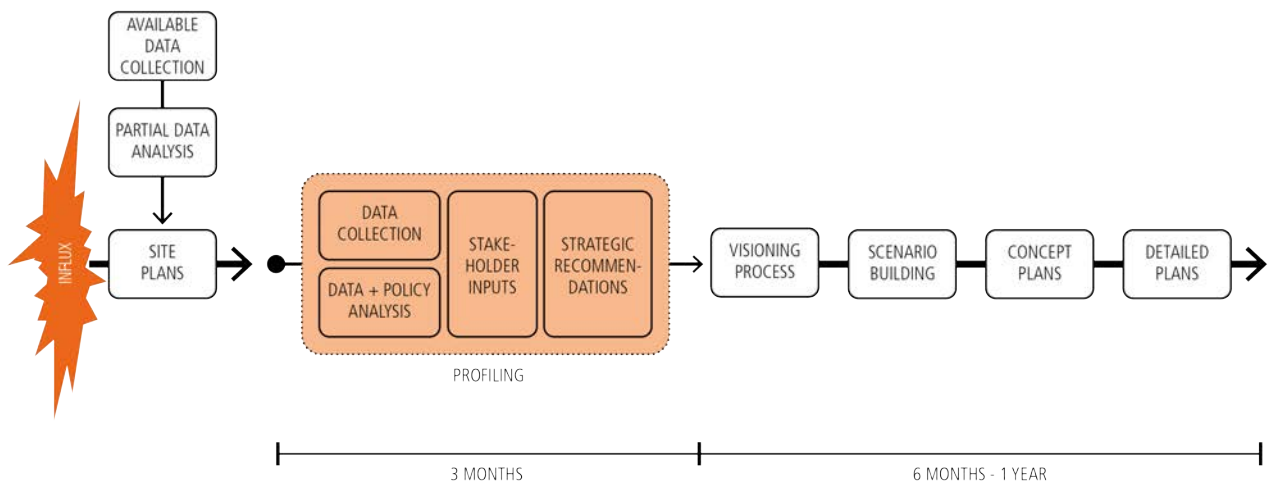 AVAILABLE
DATA
COLLECTION
PARTIAL DATA
ANALYSIS
INFLUX
SITE
PLANS
DATA
COLLECTION
DATA + POLICY
ANALYSIS
STAKE-
HOLDER
INPUTS
STRATEGIC
RECOMMEN-
DATIONS
PROFILING
VISIONING
PROCESS
SCENARIO
BUILDING
CONCEPT
PLANS
DETAILED
PLANS
3 MONTHS
6 MONTHS - 1 YEAR